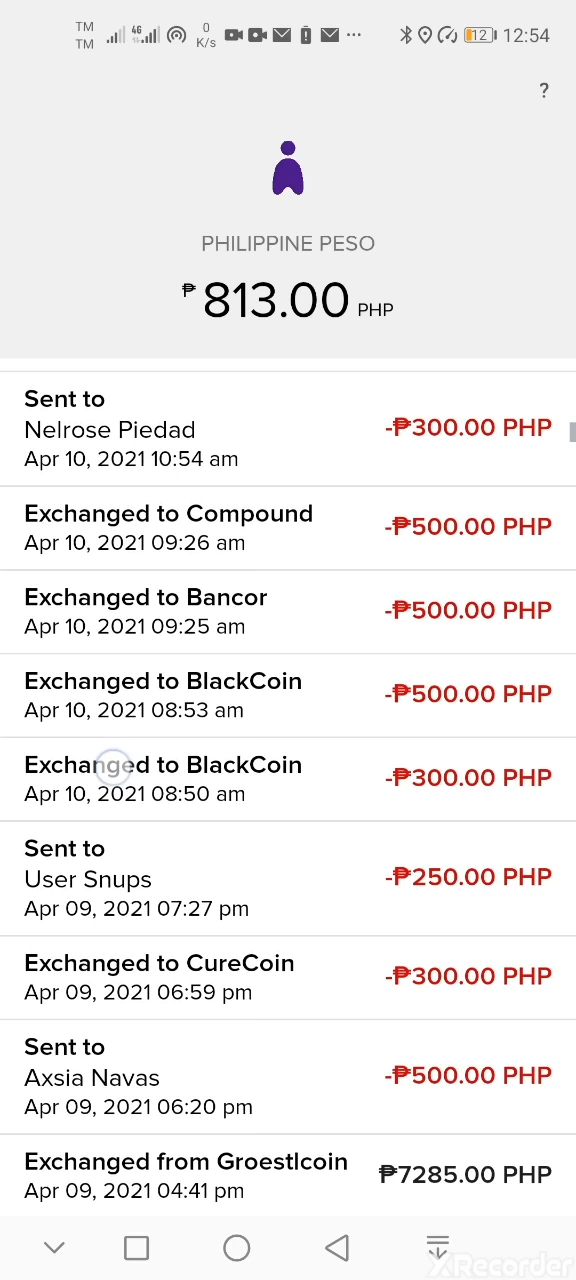 TM
TM
4G
0
K/s
12
12:54
?
PHILIPPINE PESO
₱813.00 PHP
Sent to
Nelrose Piedad
Apr 10, 2021 10:54 am
-₱300.00 PHP
Exchanged to Compound
Apr 10, 2021 09:26 am
-₱500.00 PHP
Exchanged to Bancor
Apr 10, 2021 09:25 am
-₱500.00 PHP
Exchanged to BlackCoin
Apr 10, 2021 08:53 am
-₱500.00 PHP
Exchanged to BlackCoin
Apr 10, 2021 08:50 am
-₱300.00 PHP
Sent to
User Snups
Apr 09, 2021 07:27 pm
-₱250.00 PHP
Exchanged to CureCoin
Apr 09, 2021 06:59 pm
-₱300.00 PHP
Sent to
Axsia Navas
Apr 09, 2021 06:20 pm
-₱500.00 PHP
Exchanged from Groestlcoin
Apr 09, 2021 04:41 pm
₱7285.00 PHP
XRecorder